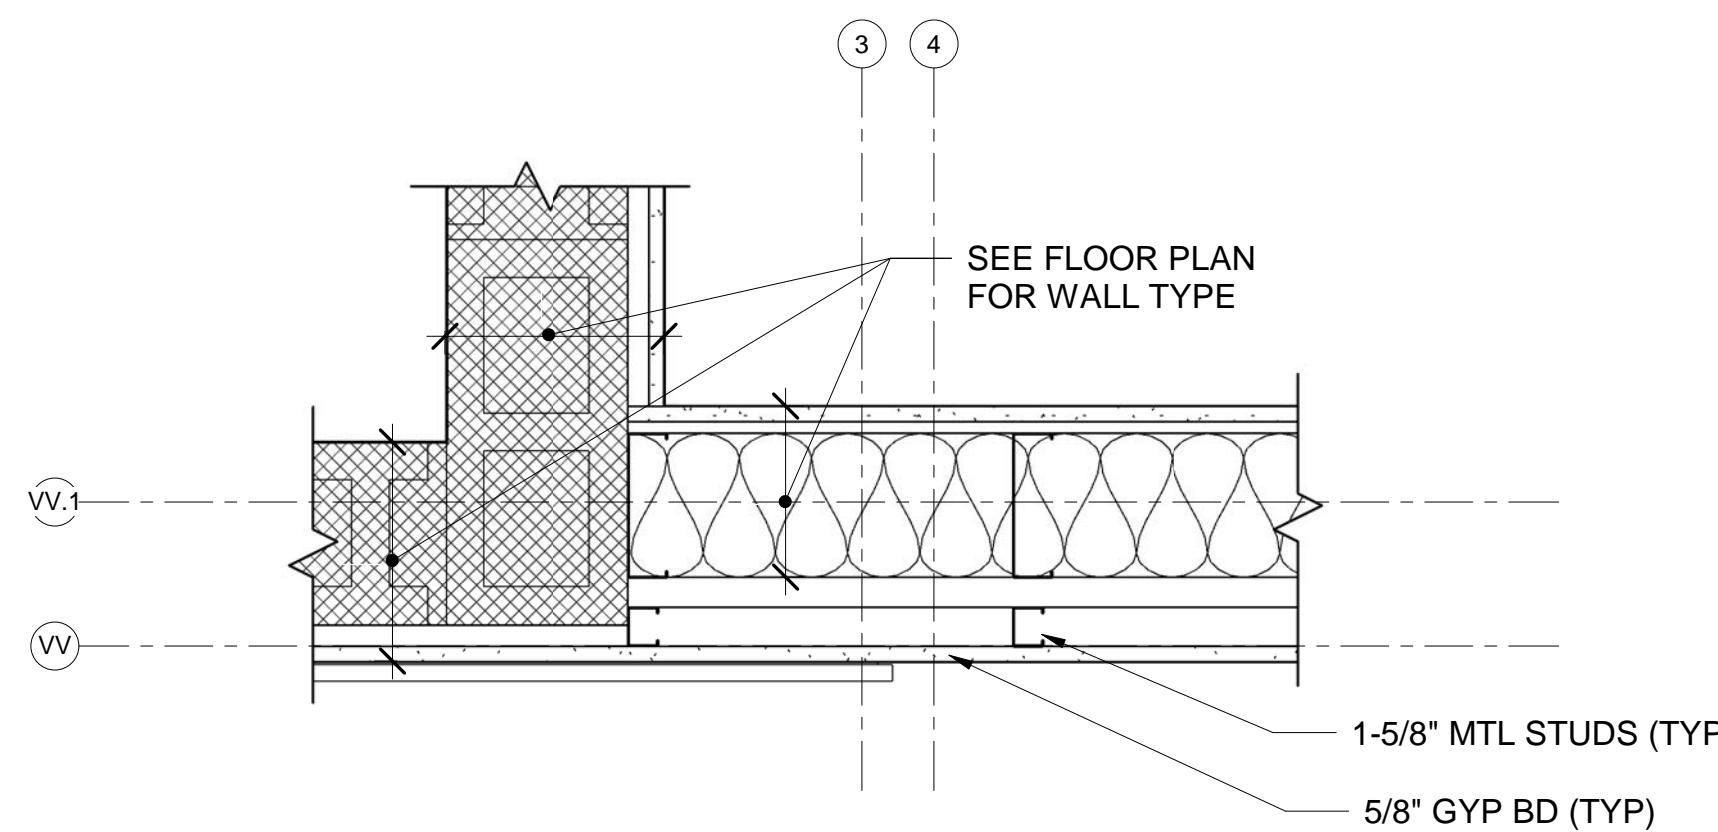 3
4
SEE FLOOR PLAN
FOR WALL TYPE
VV.1
VV
1-5/8" MTL STUDS (TYP
5/8" GYP BD (TYP)